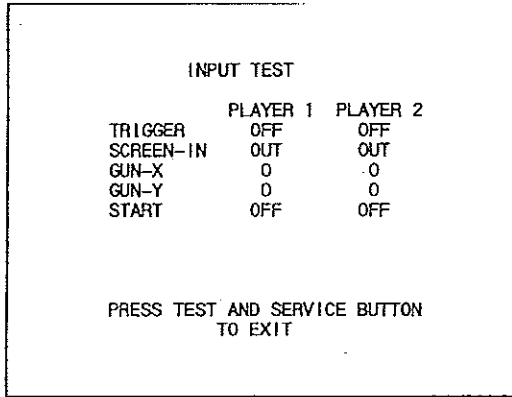 INPUT TEST
PLAYER 1 PLAYER 2
TRIGGER OFF OFF
SCREEN-IN OUT OUT
GUN-X 0 0
GUN-Y 0 0
START OFF OFF
PRESS TEST AND SERVICE BUTTON
TO EXIT